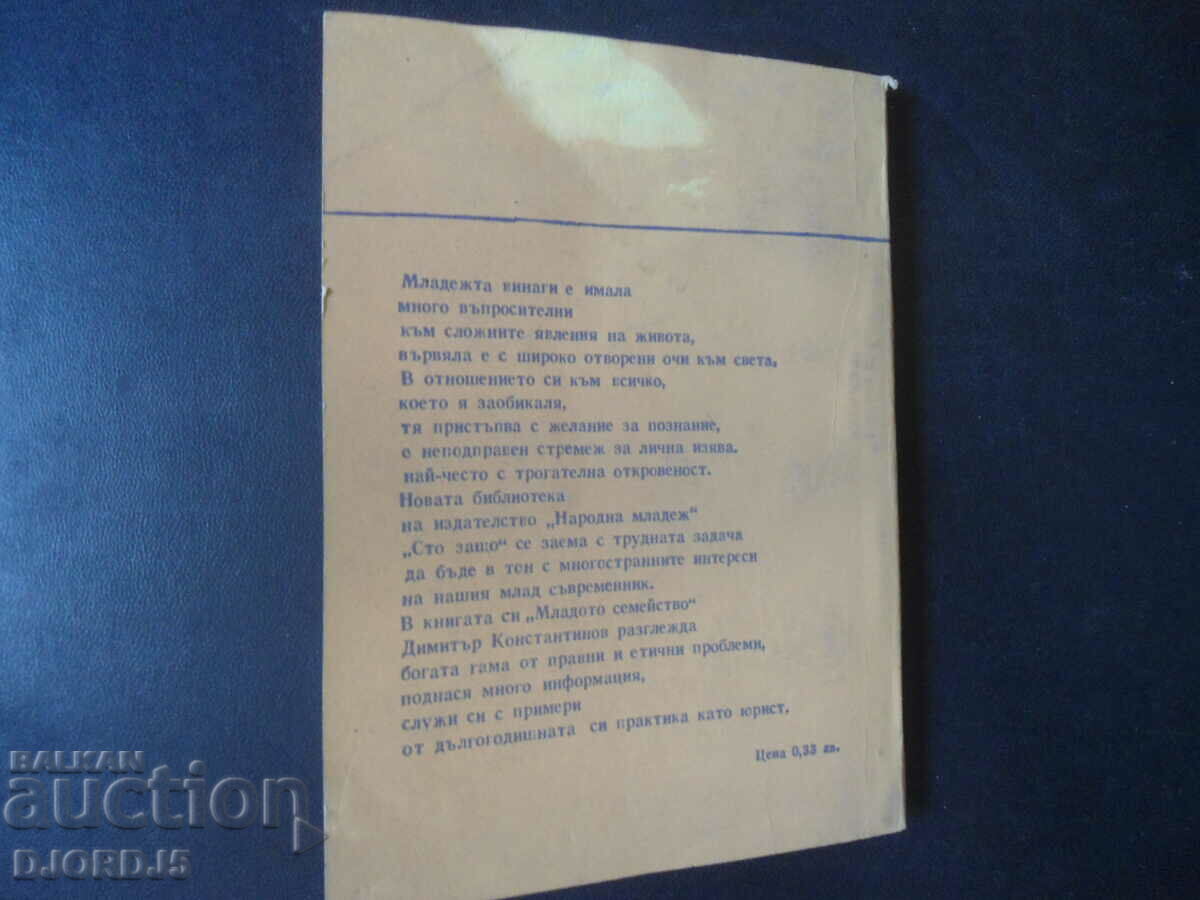 Младежта винаги е имала
много въпросителни
към сложните явления на живота,
вървяла е с широко отворени очи към света.
В отношението си към всичко,
което я заобикаля,
тя пристъпва с желание за познание,
с неподправен стремеж за лична изява.
най-често с трогателна откровеност.
Новата библиотека
на издателство „Народна младеж“
„Сто защо“ се заема с трудната задача
да бъде в тон с многостранните интереси
на нашия млад съвременник.
В книгата си „Младото семейство“
Димитър Константинов разглежда
богата гама от правни и етични проблеми,
поднася много информация,
служи си с примери
от дългогодишната си практика като юрист.
Цена 0,33 лв.
BALKAN
auction
DJORD_15